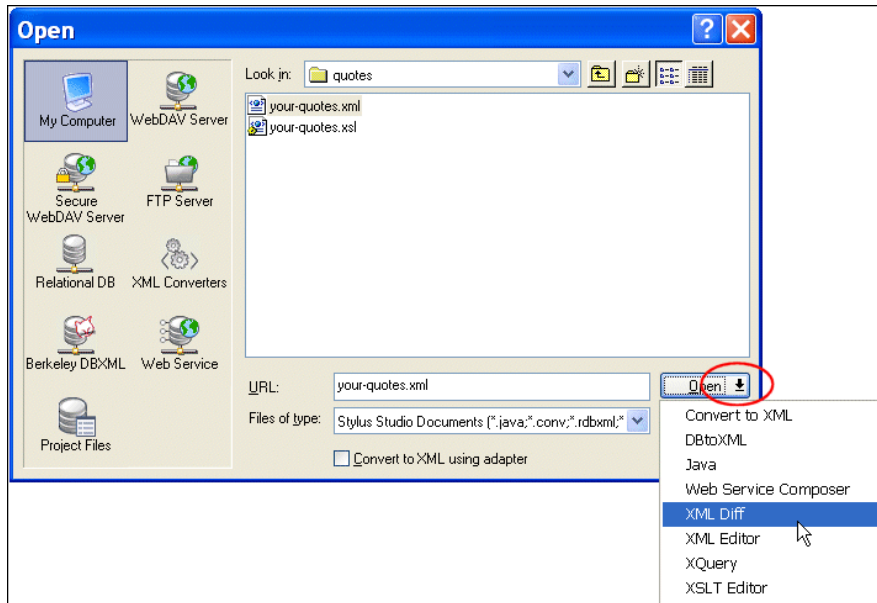 Open
Look in: quotes
My Computer
WebDAV Server
Secure WebDAV Server
FTP Server
Relational DB
XML Converters
Berkeley DBXML
Web Service
Project Files
your-quotes.xml
your-quotes.xsl
URL: your-quotes.xml
Open
Files of type: Stylus Studio Documents (*.java;*.conv;*.rdbxml;*
Convert to XML using adapter
Convert to XML
DBtoXML
Java
Web Service Composer
XML Diff
XML Editor
XQuery
XSLT Editor